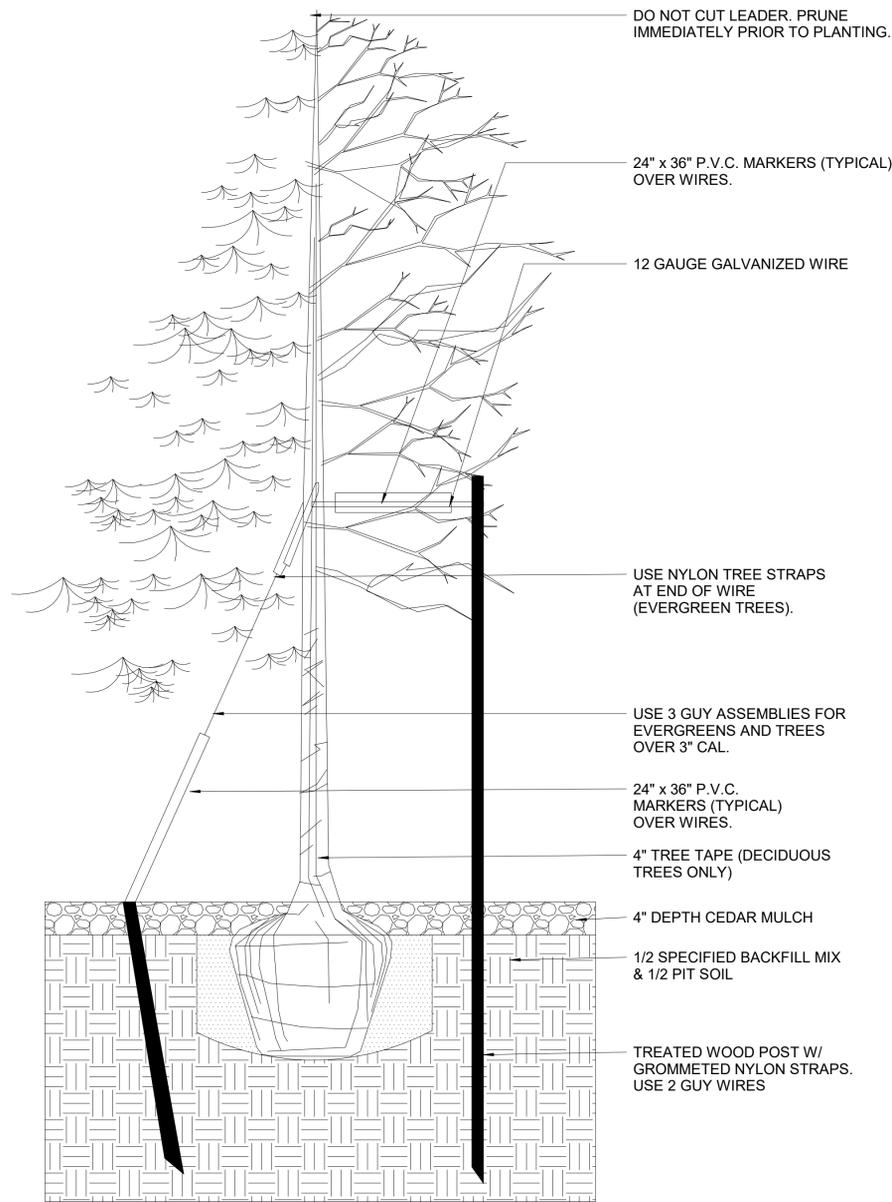 DO NOT CUT LEADER. PRUNE
IMMEDIATELY PRIOR TO PLANTING.
24" x 36" P.V.C. MARKERS (TYPICAL)
OVER WIRES.
12 GAUGE GALVANIZED WIRE
USE NYLON TREE STRAPS
AT END OF WIRE
(EVERGREEN TREES).
USE 3 GUY ASSEMBLIES FOR
EVERGREENS AND TREES
OVER 3" CAL.
24" x 36" P.V.C.
MARKERS (TYPICAL)
OVER WIRES.
4" TREE TAPE (DECIDUOUS
TREES ONLY)
4" DEPTH CEDAR MULCH
1/2 SPECIFIED BACKFILL MIX
& 1/2 PIT SOIL
TREATED WOOD POST W/
GROMMETED NYLON STRAPS.
USE 2 GUY WIRES